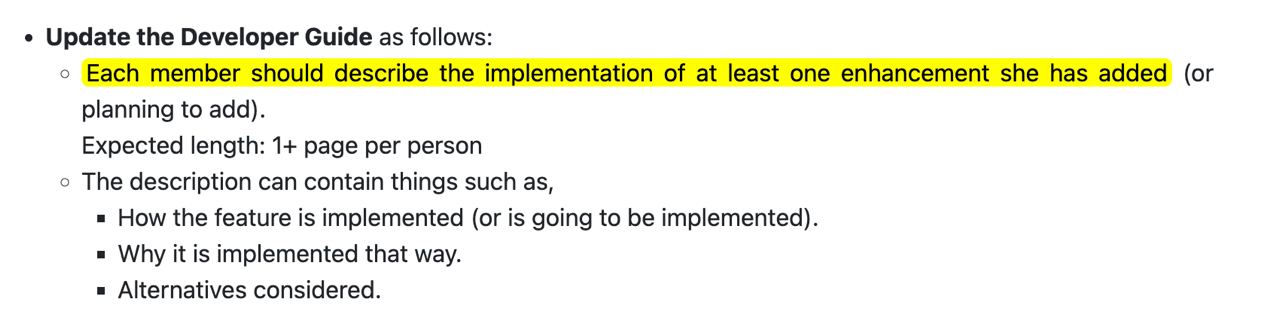 • Update the Developer Guide as follows:
○ Each member should describe the implementation of at least one enhancement she has added (or
planning to add).
Expected length: 1+ page per person
○ The description can contain things such as,
▪ How the feature is implemented (or is going to be implemented).
▪ Why it is implemented that way.
▪ Alternatives considered.